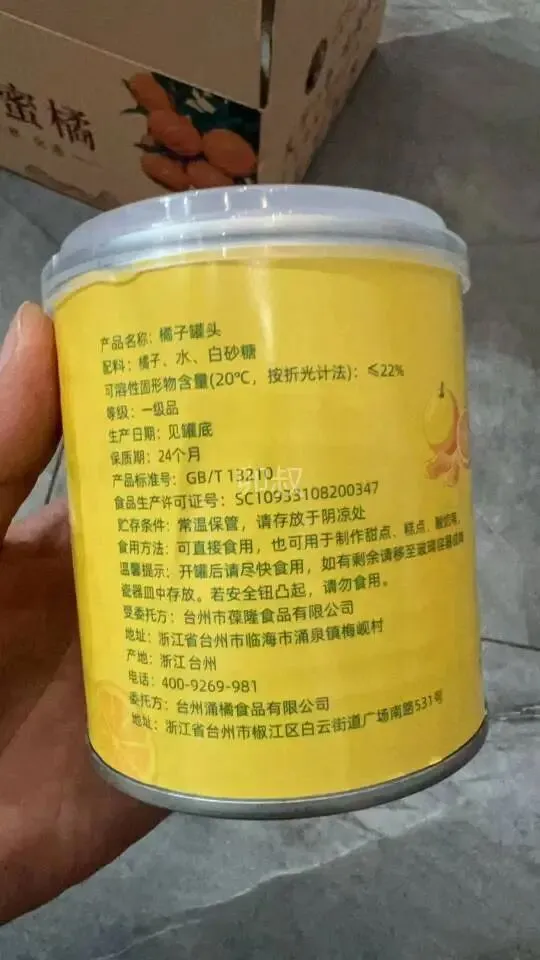 蜜橘
产品名称：橘子罐头
配料：橘子、水、白砂糖
可溶性固形物含量(20℃，按折光计法)：≤22%
等级：一级品
生产日期：见罐底
保质期：24个月
产品标准号：GB/T 13210
食品生产许可证号：SC10933108200347
贮存条件：常温保管，请存放于阴凉处
食用方法：可直接食用，也可用于制作甜点、糕点、酸奶等，
温馨提示：开罐后请尽快食用，如有剩余请移至玻璃容器或陶
瓷器皿中存放。若安全钮凸起，请勿食用。
受委托方：台州市葆隆食品有限公司
地址：浙江省台州市临海市涌泉镇梅岘村
产地：浙江台州
电话：400-9269-981
委托方：台州涌橘食品有限公司
地址：浙江省台州市椒江区白云街道广场南路531号